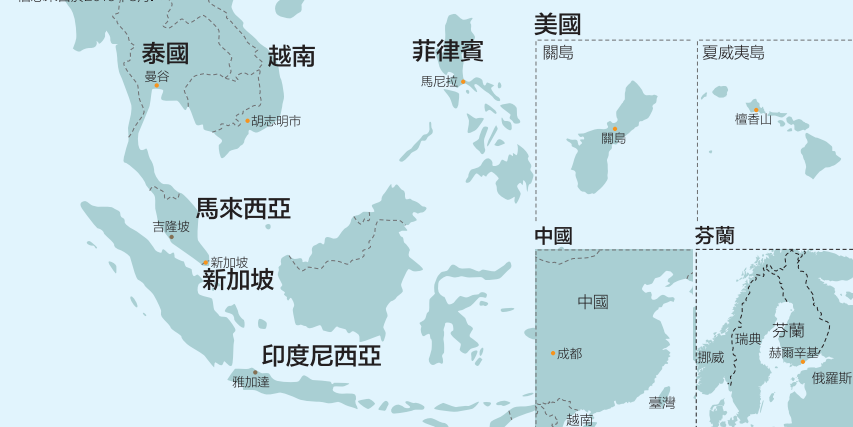 美國
泰國
越南
菲律賓
關島
夏威夷島
曼谷
馬尼拉
胡志明市
關島
檀香山
馬來西亞
吉隆坡
新加坡
新加坡
中國
芬蘭
中國
瑞典
芬蘭
成都
挪威
赫爾辛基
俄羅斯
印度尼西亞
雅加達
臺灣
越南